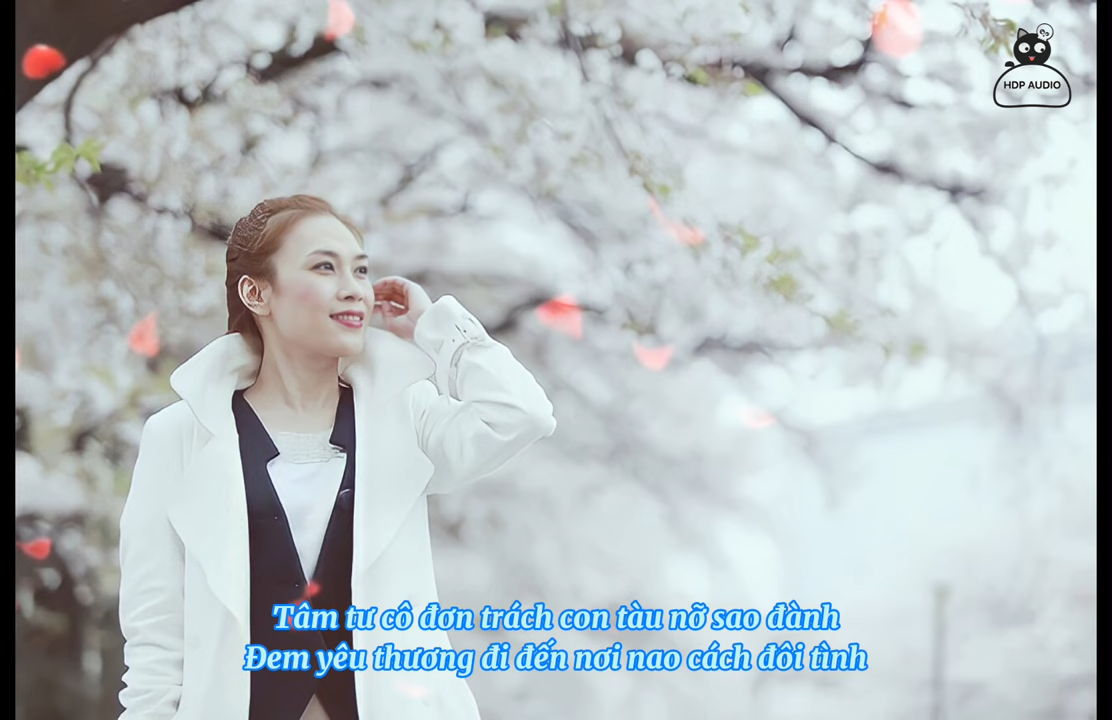 HDP AUDIO
Tâm tư cô đơn trách con tàu nỡ sao đành
Đem yêu thương đi đến nơi nao cách đôi tình